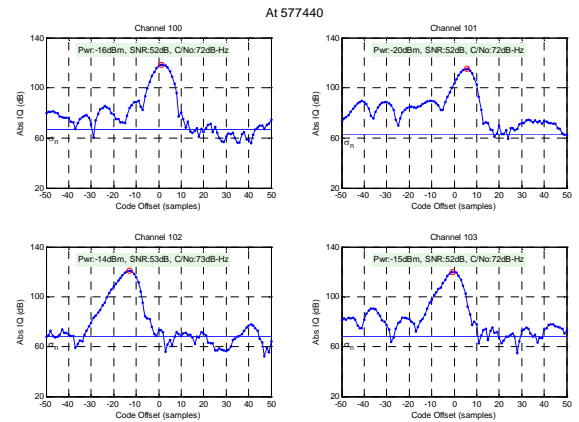 At 577440
Channel 100
Pwr:-16dBm, SNR:52dB, C/No:72dB-Hz
Abs IQ (dB)
140
100
60
20
σn
-50 -40 -30 -20 -10 0 10 20 30 40 50
Code Offset (samples)
Channel 101
Pwr:-20dBm, SNR:52dB, C/No:72dB-Hz
Abs IQ (dB)
140
100
60
20
σn
-50 -40 -30 -20 -10 0 10 20 30 40 50
Code Offset (samples)
Channel 102
Pwr:-14dBm, SNR:53dB, C/No:73dB-Hz
Abs IQ (dB)
140
100
60
20
σn
-50 -40 -30 -20 -10 0 10 20 30 40 50
Code Offset (samples)
Channel 103
Pwr:-15dBm, SNR:52dB, C/No:72dB-Hz
Abs IQ (dB)
140
100
60
20
σn
-50 -40 -30 -20 -10 0 10 20 30 40 50
Code Offset (samples)